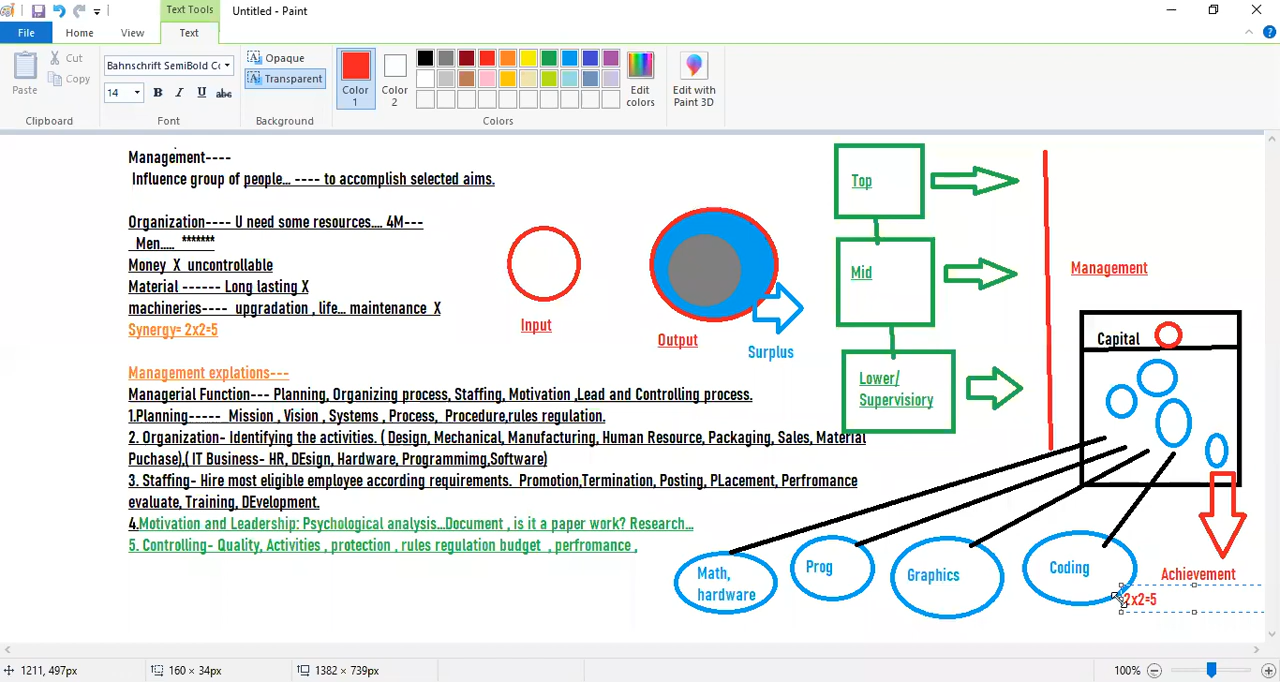 Text Tools
Untitled - Paint
File
Home
View
Text
Paste
Cut
Copy
Clipboard
Bahnschrift SemiBold Cc
14
B I U abc
Font
Opaque
Transparent
Background
Color 1
Color 2
Edit colors
Colors
Edit with Paint 3D
Management----
Influence group of people... ---- to accomplish selected aims.
Organization---- U need some resources.... 4M---
Men..... *******
Money X uncontrollable
Material ------ Long lasting X
machineries---- upgradation , life... maintenance X
Synergy= 2x2=5
Management explations---
Managerial Function--- Planning, Organizing process, Staffing, Motivation ,Lead and Controlling process.
1.Planning----- Mission , Vision , Systems , Process, Procedure,rules regulation.
2. Organization- Identifying the activities. ( Design, Mechanical, Manufacturing, Human Resource, Packaging, Sales, Material
Puchase),( IT Business- HR, DEsign, Hardware, Programmimg,Software)
3. Staffing- Hire most eligible employee according requirements. Promotion,Termination, Posting, PLacement, Perfromance
evaluate, Training, DEvelopment.
4.Motivation and Leadership: Psychological analysis...Document , is it a paper work? Research...
5. Controlling- Quality, Activities , protection , rules regulation budget , perfromance ,
Input
Output
Surplus
Top
Mid
Lower/
Supervisiory
Management
Capital
Math,
hardware
Prog
Graphics
Coding
Achievement
2x2=5
1211, 497px
160 × 34px
1382 × 739px
100%